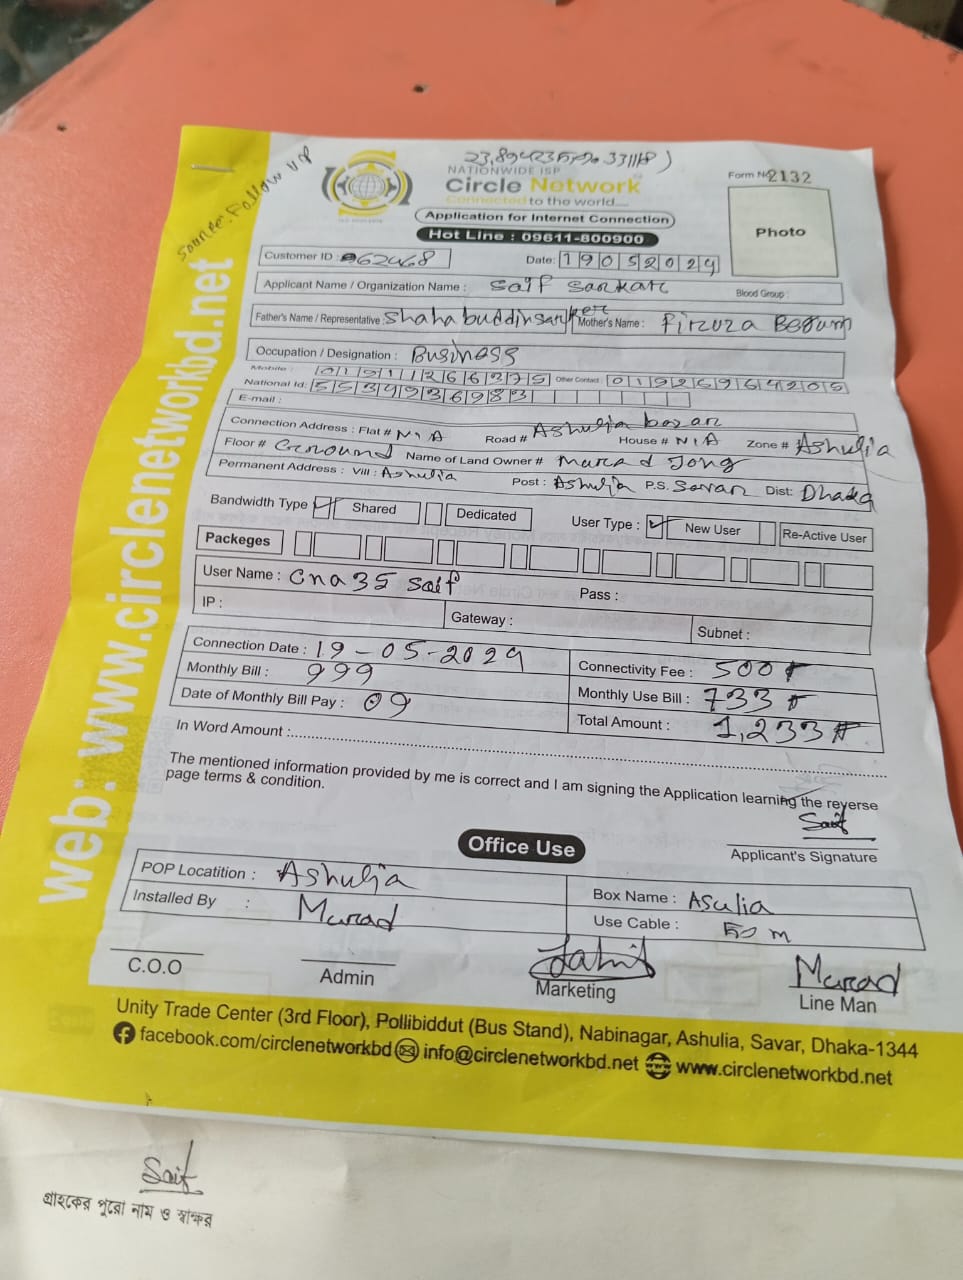 Source: Follow up
NATIONWIDE ISP
Circle Network
Connected to the world....
Form No 2132
Application for Internet Connection
Hot Line : 09611-800900
Photo
Customer ID : 62468
Date: 19052024
Applicant Name / Organization Name : Saif Sarkar
Blood Group :
Father's Name / Representative : Shahabuddin Sarker Mother's Name : Firuza Begum
Occupation / Designation : Business
Mobile : 01911266375 Other Contact : 01926964205
National Id: 5534936983
E-mail :
Connection Address : Flat # N/A Road # Ashulia bazar House # N/A Zone # Ashulia
Floor # Ground Name of Land Owner # Murad Jong
Permanent Address : Vill : Ashulia Post : Ashulia P.S. Savar Dist: Dhaka
Bandwidth Type Shared Dedicated User Type : New User Re-Active User
Packeges
User Name : cna35 saif Pass :
IP : Gateway : Subnet :
Connection Date : 19-05-2024 Connectivity Fee : 500
Monthly Bill : 999 Monthly Use Bill : 733
Date of Monthly Bill Pay : 09 Total Amount : 1,233
In Word Amount :
The mentioned information provided by me is correct and I am signing the Application learning the reverse
page terms & condition.
Saif
Applicant's Signature
Office Use
POP Locatition : Ashulia Box Name : Asulia
Installed By : Murad Use Cable : 50 m
C.O.O Admin Marketing Murad
Line Man
Unity Trade Center (3rd Floor), Pollibiddut (Bus Stand), Nabinagar, Ashulia, Savar, Dhaka-1344
facebook.com/circlenetworkbd info@circlenetworkbd.net www.circlenetworkbd.net
web: www.circlenetworkbd.net
Saif
গ্রাহকের পুরো নাম ও স্বাক্ষর